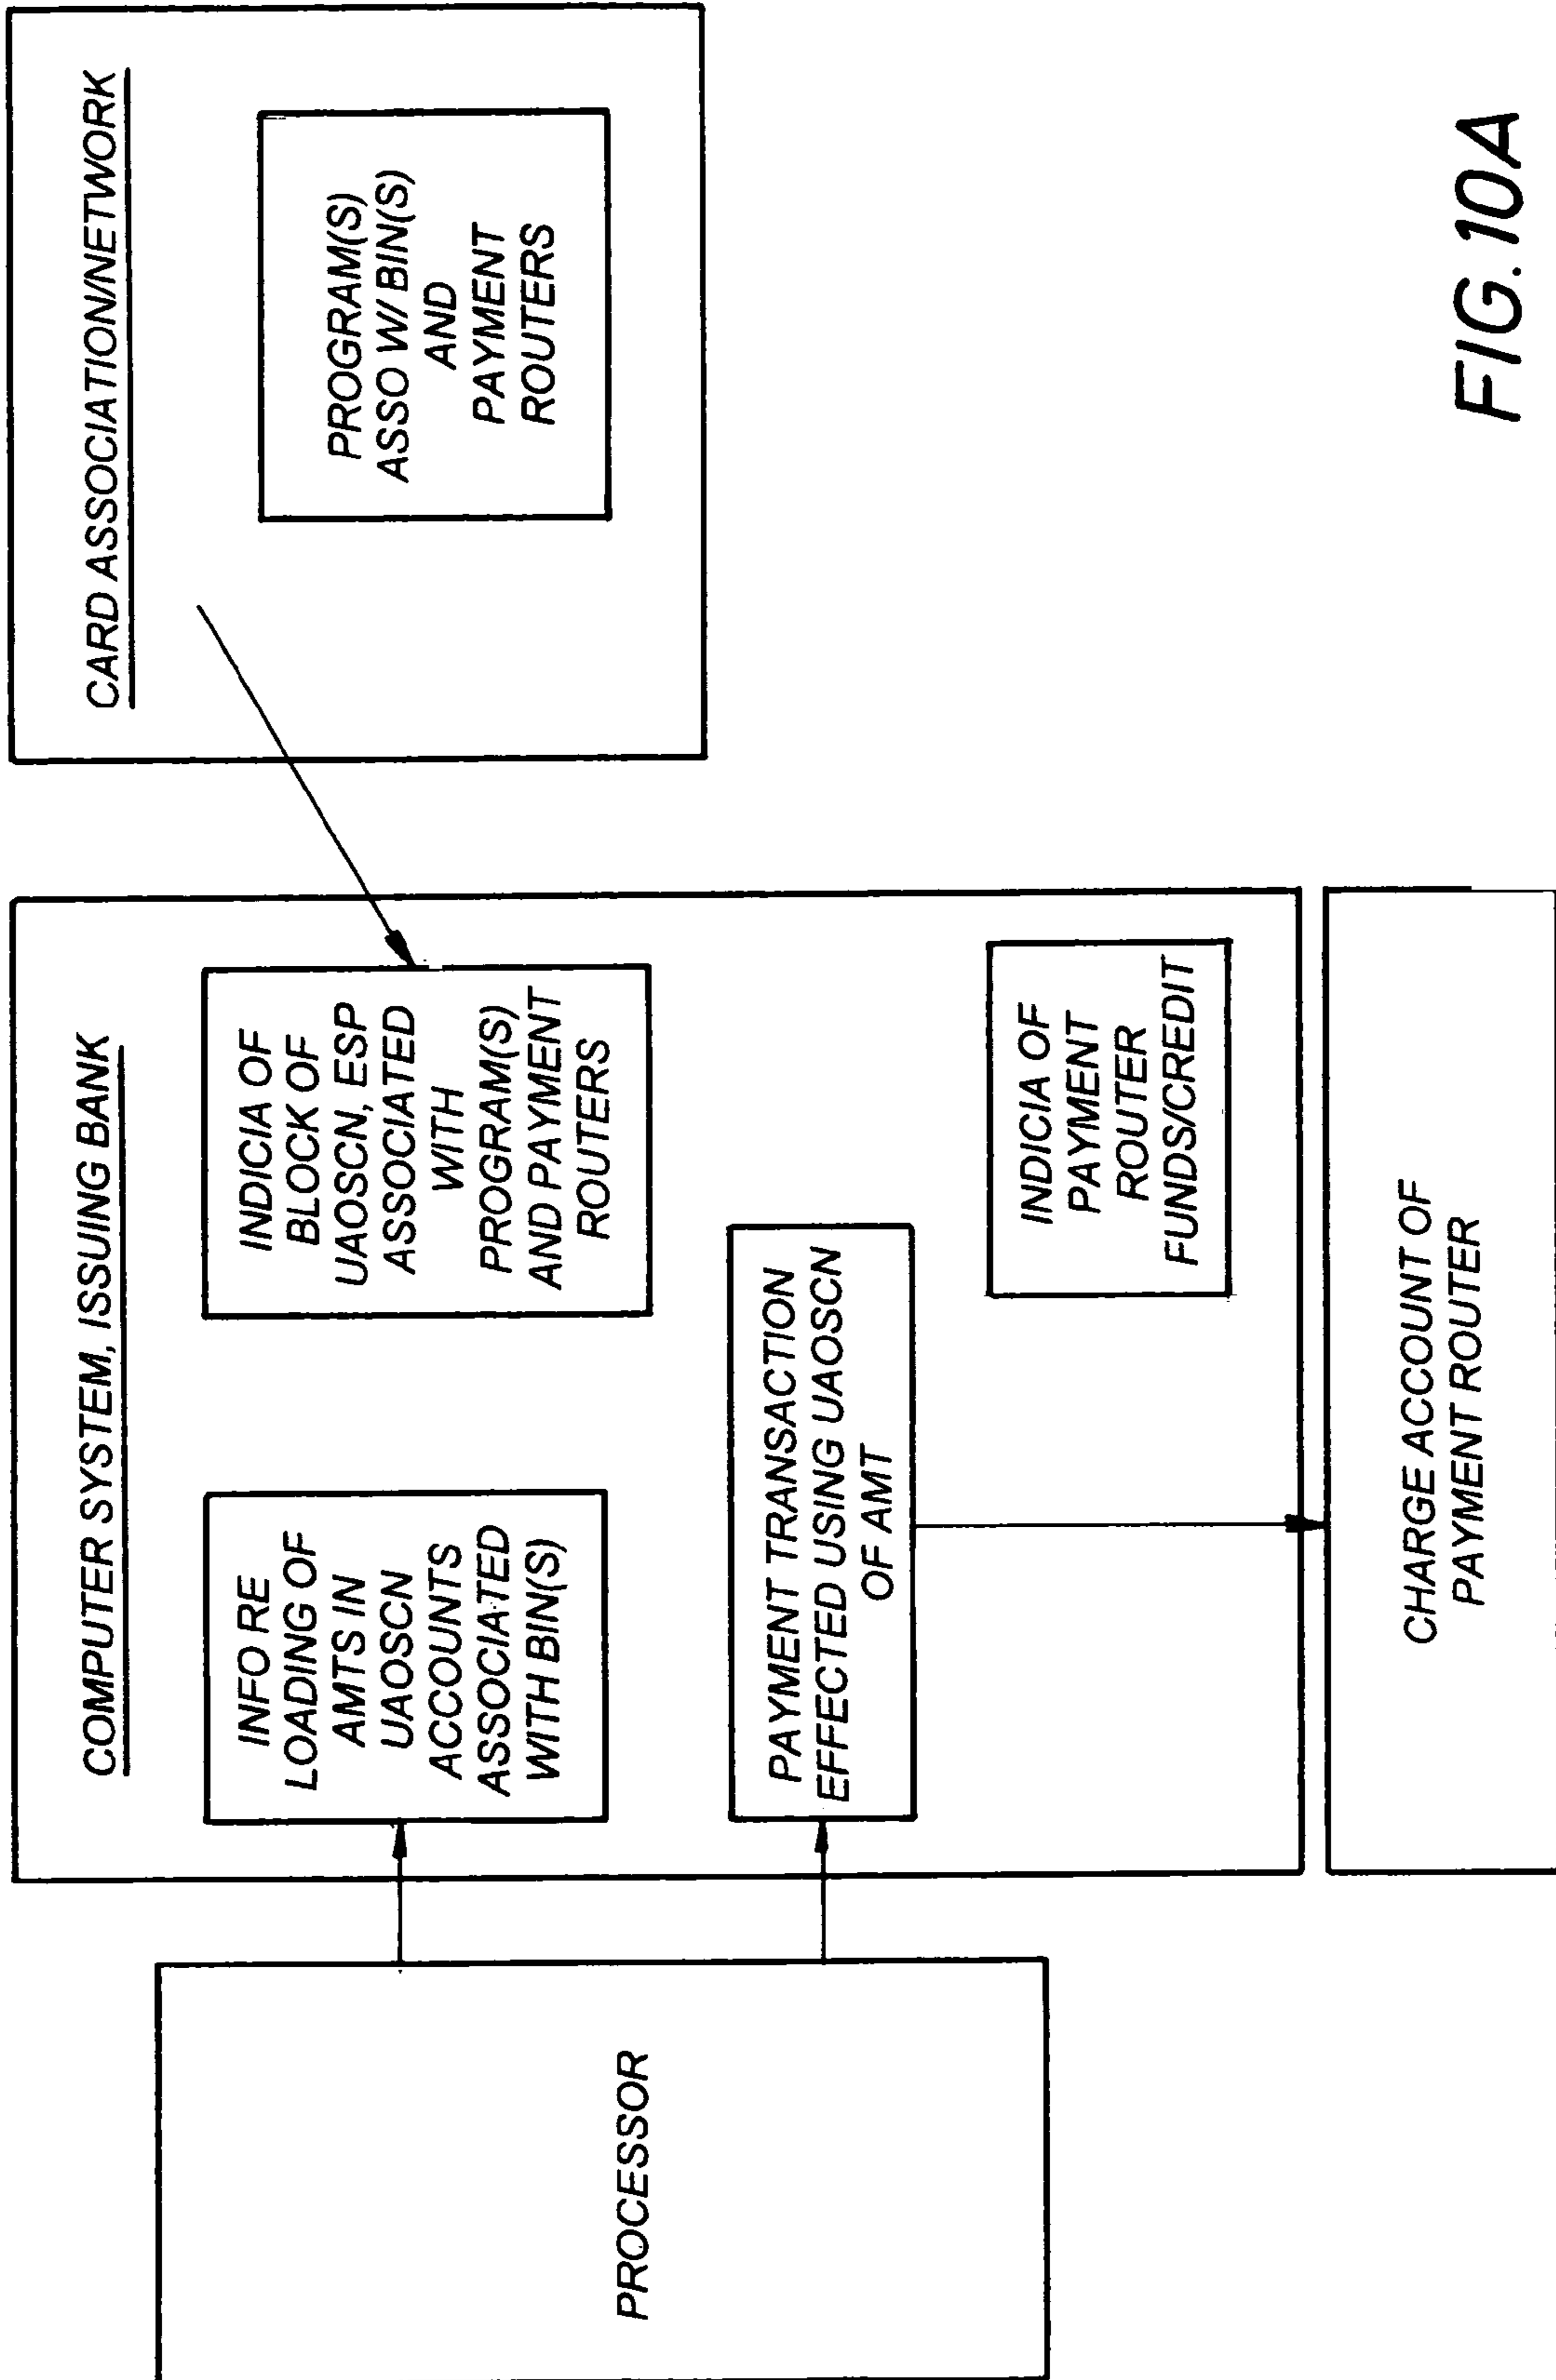 PROCESSOR
COMPUTER SYSTEM, ISSUING BANK
INFO RE
LOADING OF
AMTS IN
UAOSCN
ACCOUNTS
ASSOCIATED
WITH BIN(S)
INDICIA OF
BLOCK OF
UAOSCN, ESP
ASSOCIATED
WITH
PROGRAM(S)
AND PAYMENT
ROUTERS
PAYMENT TRANSACTION
EFFECTED USING UAOSCN
OF AMT
INDICIA OF
PAYMENT
ROUTER
FUNDS/CREDIT
CHARGE ACCOUNT OF
PAYMENT ROUTER
CARD ASSOCIATION/NETWORK
PROGRAM(S)
ASSO W/ BIN(S)
AND
PAYMENT
ROUTERS
FIG. 10A